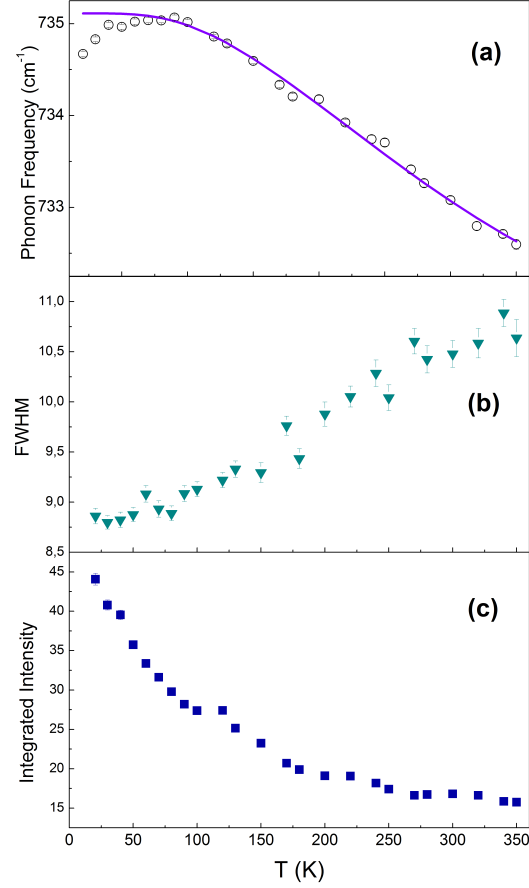 735
(a)
734
733
Phonon Frequency (cm⁻¹)
11,0
10,5
10,0
(b)
9,5
9,0
8,5
FWHM
45
40
(c)
35
30
25
20
15
Integrated Intensity
0 50 100 150 200 250 300 350
T (K)